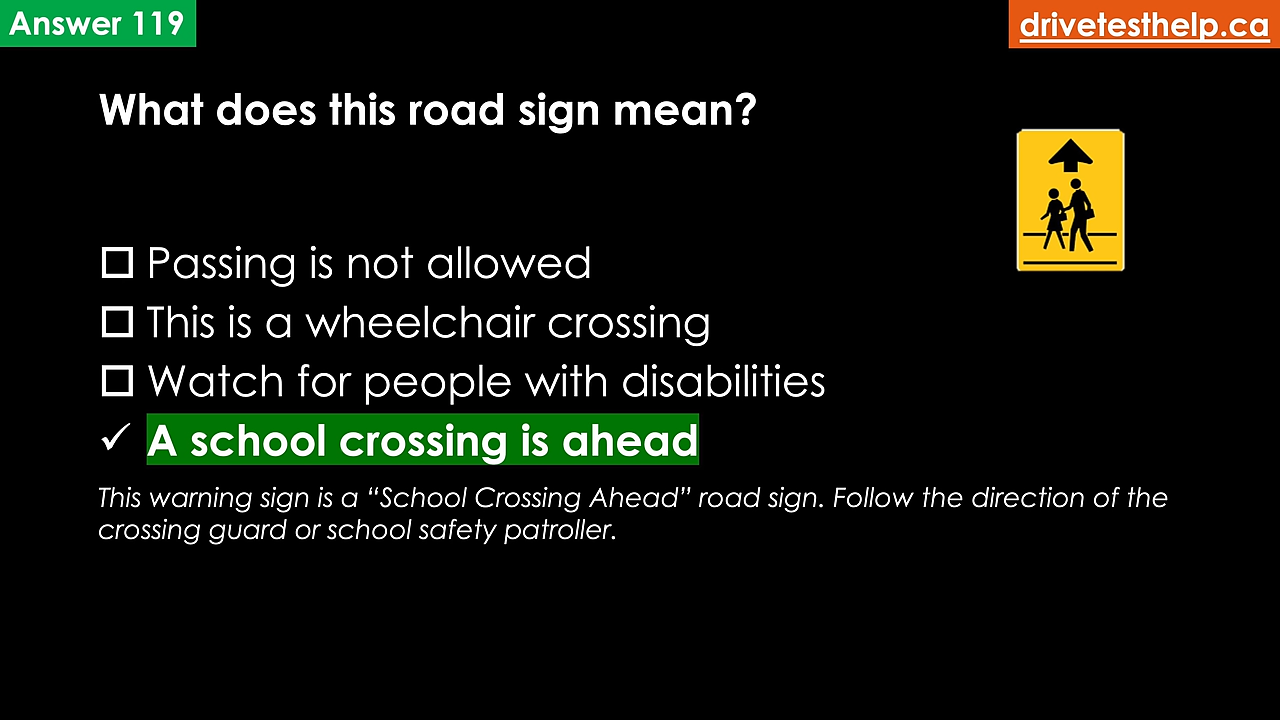 Answer 119
drivetesthelp.ca
What does this road sign mean?
Passing is not allowed
This is a wheelchair crossing
Watch for people with disabilities
A school crossing is ahead
This warning sign is a “School Crossing Ahead” road sign. Follow the direction of the
crossing guard or school safety patroller.